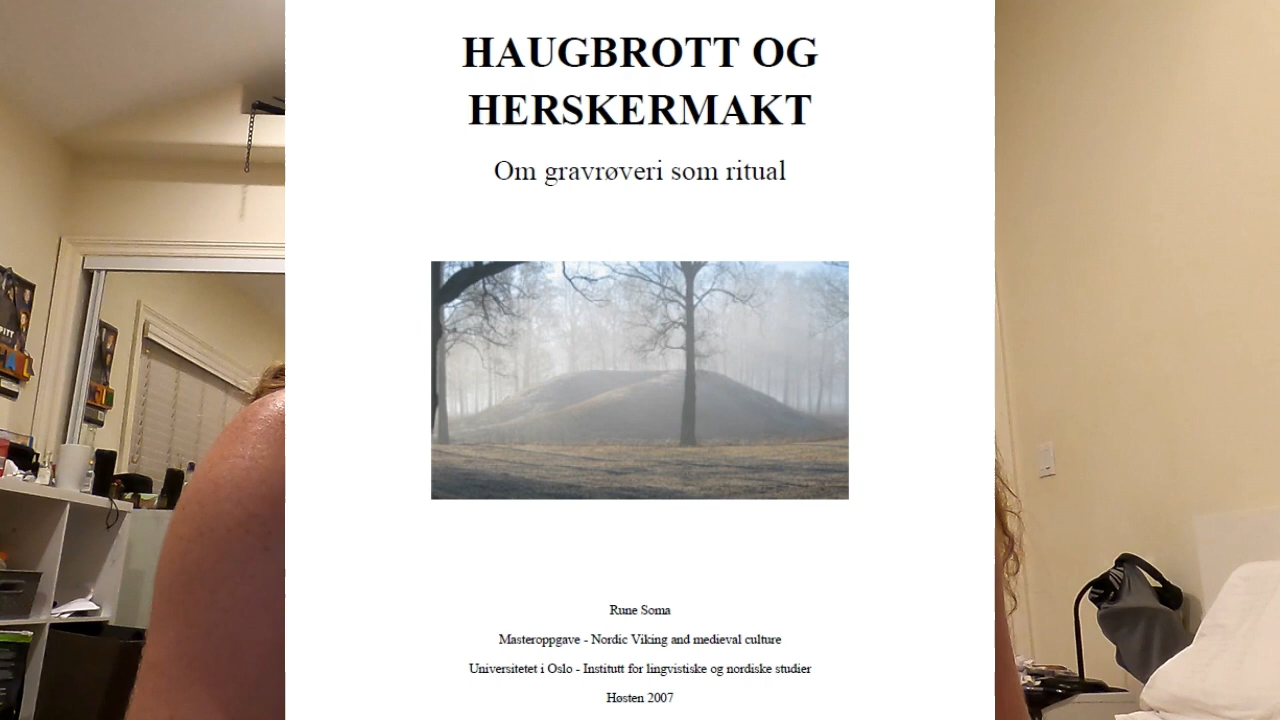 HAUGBROTT OG
HERSKERMAKT
Om gravrøveri som ritual
Rune Soma
Masteroppgave - Nordic Viking and medieval culture
Universitetet i Oslo - Institutt for lingvistiske og nordiske studier
Høsten 2007